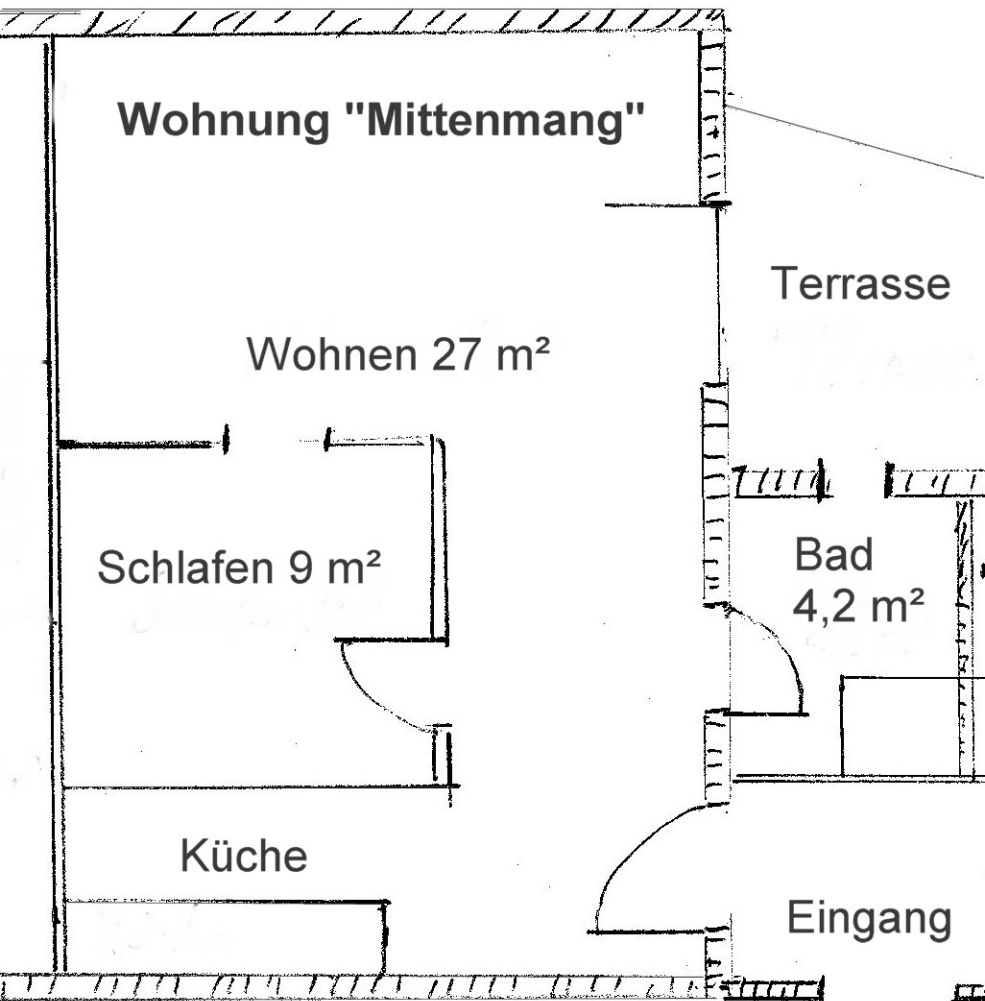 Wohnung "Mittenmang"
Terrasse
Wohnen 27 m²
Schlafen 9 m²
Bad
4,2 m²
Küche
Eingang